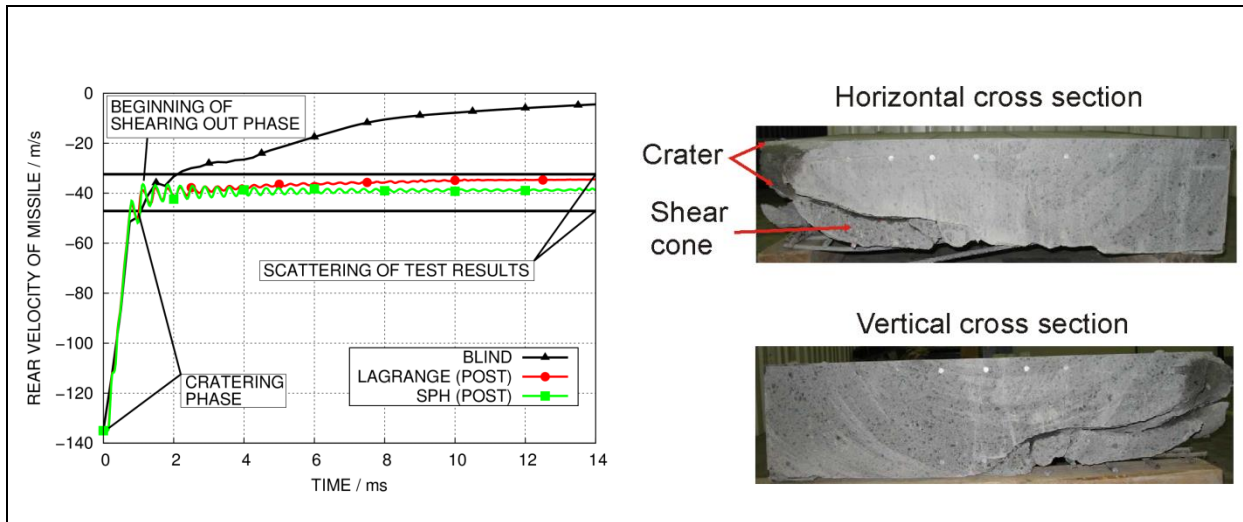 0
−20
−40
−60
−80
−100
−120
−140
REAR VELOCITY OF MISSILE / m/s
0 2 4 6 8 10 12 14
TIME / ms
BEGINNING OF
SHEARING OUT PHASE
SCATTERING OF TEST RESULTS
CRATERING
PHASE
BLIND
LAGRANGE (POST)
SPH (POST)
Horizontal cross section
Crater
Shear
cone
Vertical cross section